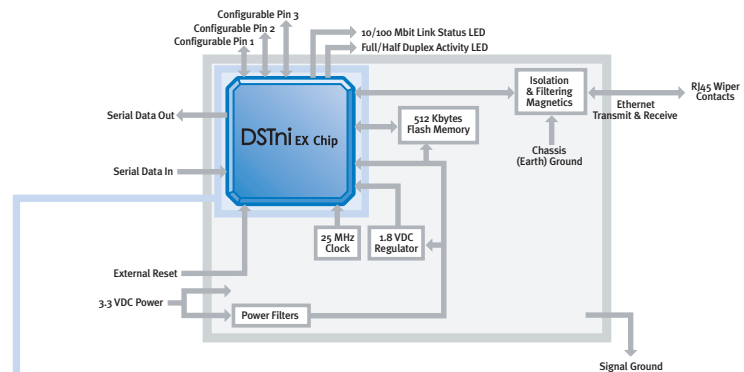 Configurable Pin 3
Configurable Pin 2
Configurable Pin 1
10/100 Mbit Link Status LED
Full/Half Duplex Activity LED
Isolation
& Filtering
Magnetics
RJ45 Wiper
Contacts
Ethernet
Transmit & Receive
Serial Data Out
512 Kbytes
Flash Memory
DSTni EX Chip
Chassis
(Earth) Ground
Serial Data In
25 MHz
Clock
1.8 VDC
Regulator
External Reset
3.3 VDC Power
Power Filters
Signal Ground